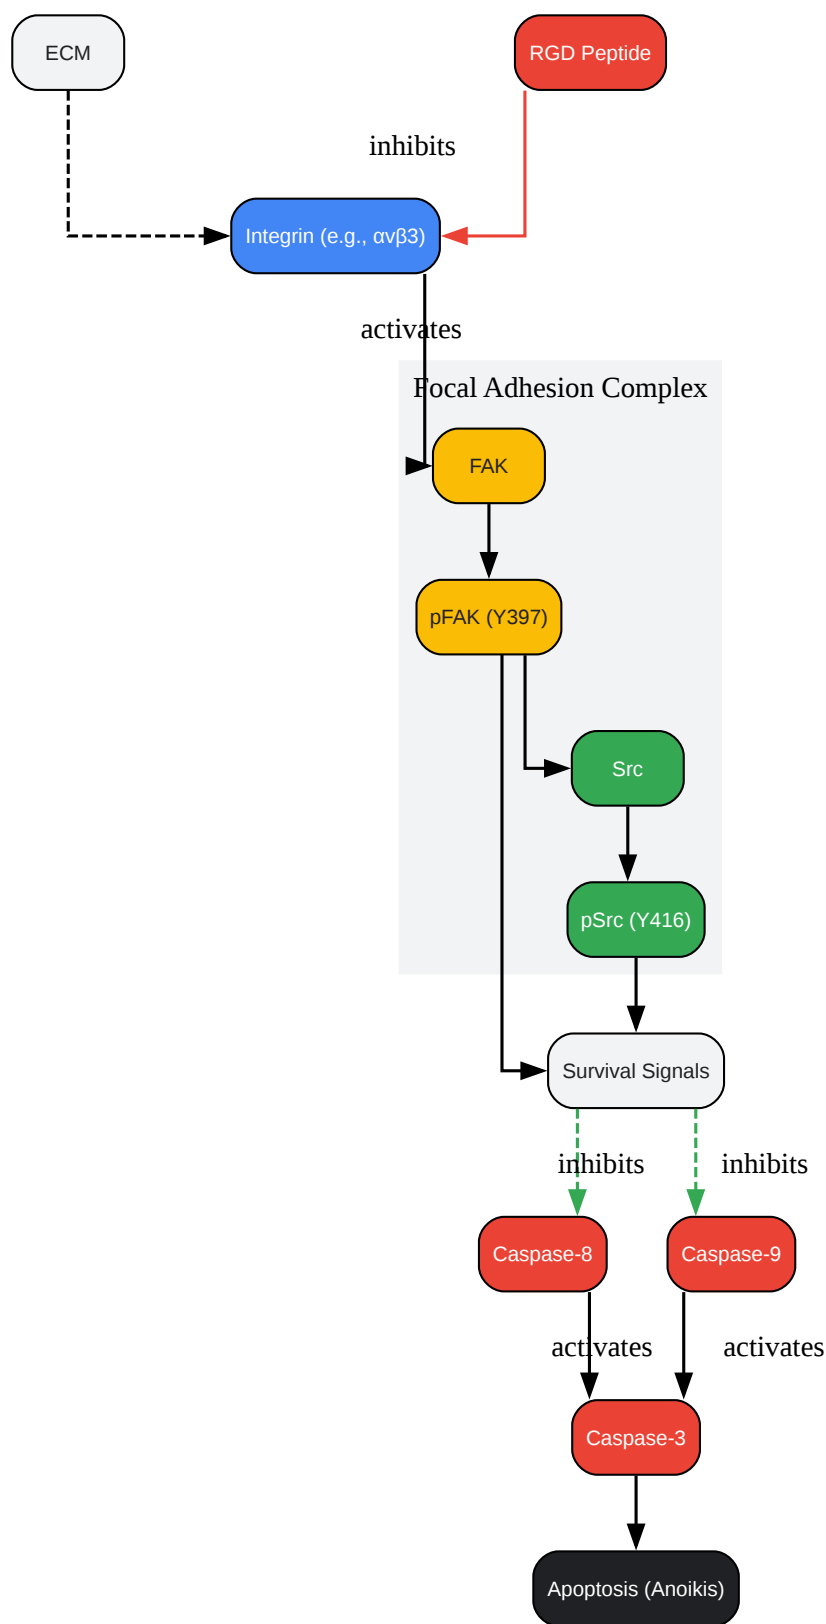 ECM
RGD Peptide
inhibits
Integrin (e.g., αvβ3)
activates
Focal Adhesion Complex
FAK
pFAK (Y397)
Src
pSrc (Y416)
Survival Signals
inhibits
inhibits
Caspase-8
Caspase-9
activates
activates
Caspase-3
Apoptosis (Anoikis)